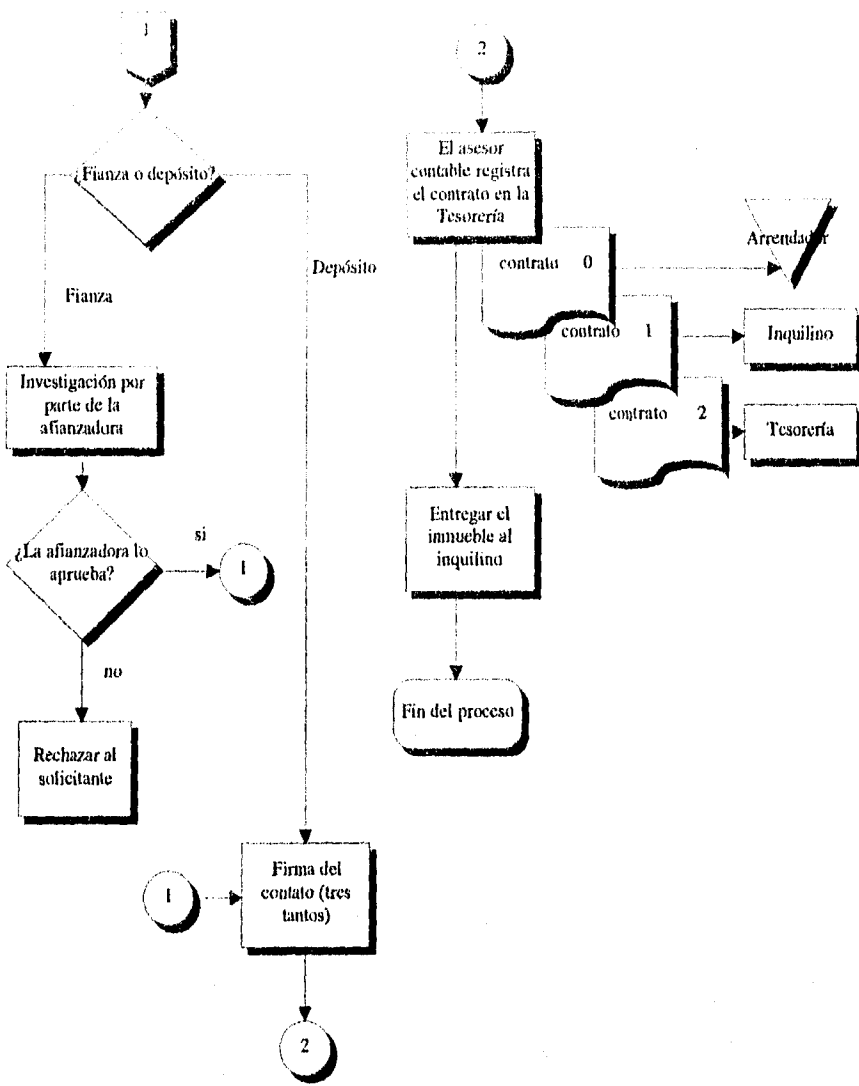 1
¿Fianza o depósito?
Depósito
Fianza
Investigación por
parte de la
afianzadora
¿La afianzadora lo
aprueba?
si
1
no
Rechazar al
solicitante
1
Firma del
contato (tres
tantos)
2
2
El asesor
contable registra
el contrato en la
Tesorería
contrato 0
Arrendador
contrato 1
Inquilino
contrato 2
Tesorería
Entregar el
inmueble al
inquilino
Fin del proceso